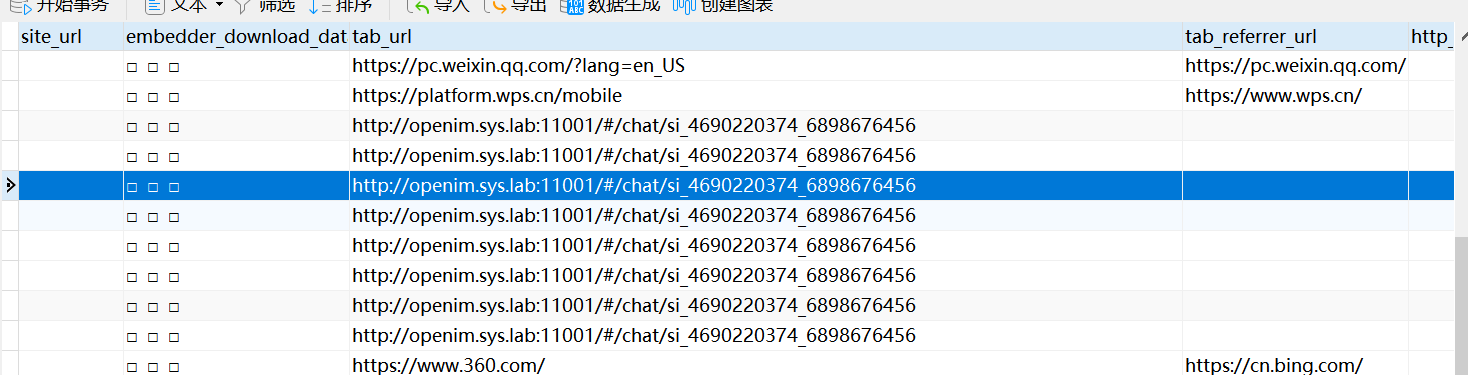 开始事务 文本 筛选 排序 导入 导出 数据生成 创建图表
site_url embedder_download_dat tab_url tab_referrer_url http_
https://pc.weixin.qq.com/?lang=en_US https://pc.weixin.qq.com/
https://platform.wps.cn/mobile https://www.wps.cn/
http://openim.sys.lab:11001/#/chat/si_4690220374_6898676456
http://openim.sys.lab:11001/#/chat/si_4690220374_6898676456
http://openim.sys.lab:11001/#/chat/si_4690220374_6898676456
http://openim.sys.lab:11001/#/chat/si_4690220374_6898676456
http://openim.sys.lab:11001/#/chat/si_4690220374_6898676456
http://openim.sys.lab:11001/#/chat/si_4690220374_6898676456
http://openim.sys.lab:11001/#/chat/si_4690220374_6898676456
http://openim.sys.lab:11001/#/chat/si_4690220374_6898676456
https://www.360.com/ https://cn.bing.com/